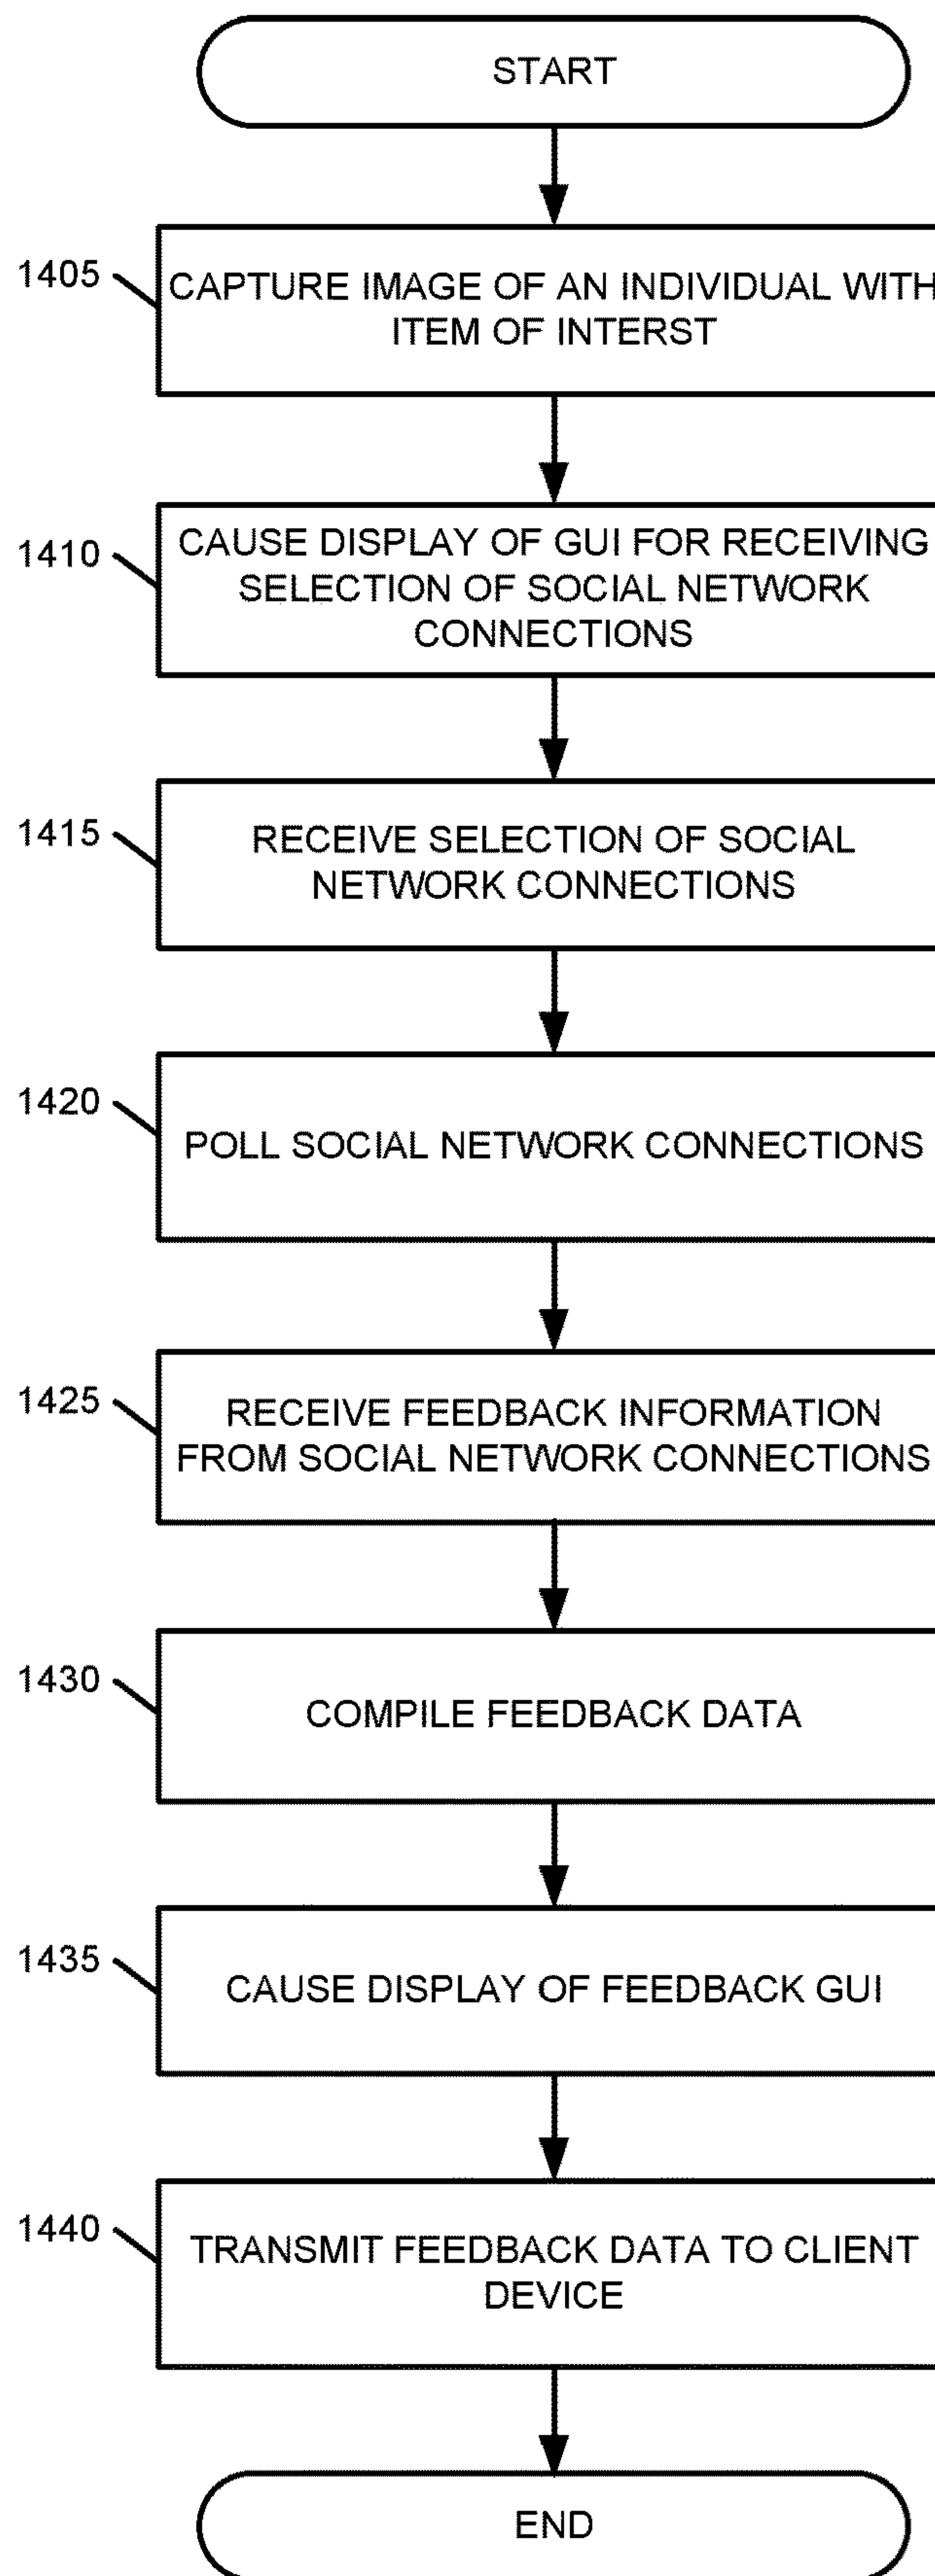 START
1405
CAPTURE IMAGE OF AN INDIVIDUAL WITH
ITEM OF INTERST
1410
CAUSE DISPLAY OF GUI FOR RECEIVING
SELECTION OF SOCIAL NETWORK
CONNECTIONS
1415
RECEIVE SELECTION OF SOCIAL
NETWORK CONNECTIONS
1420
POLL SOCIAL NETWORK CONNECTIONS
1425
RECEIVE FEEDBACK INFORMATION
FROM SOCIAL NETWORK CONNECTIONS
1430
COMPILE FEEDBACK DATA
1435
CAUSE DISPLAY OF FEEDBACK GUI
1440
TRANSMIT FEEDBACK DATA TO CLIENT
DEVICE
END